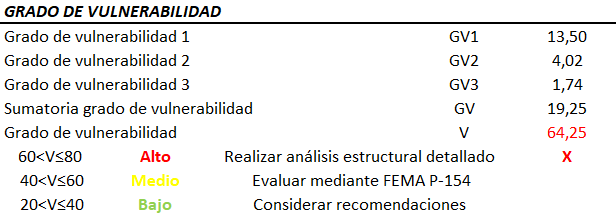 GRADO DE VULNERABILIDAD
Grado de vulnerabilidad 1 GV1 13,50
Grado de vulnerabilidad 2 GV2 4,02
Grado de vulnerabilidad 3 GV3 1,74
Sumatoria grado de vulnerabilidad GV 19,25
Grado de vulnerabilidad V 64,25
60<V≤80 Alto Realizar análisis estructural detallado X
40<V≤60 Medio Evaluar mediante FEMA P-154
20<V≤40 Bajo Considerar recomendaciones